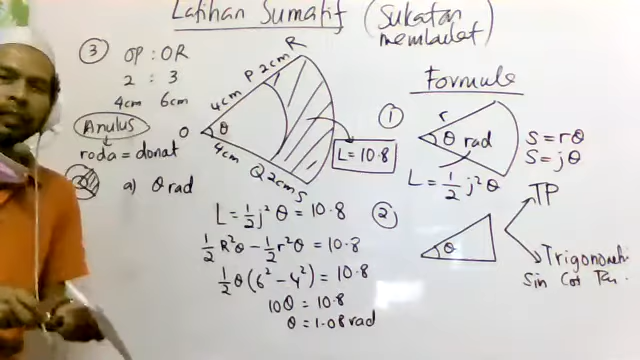 Latihan Sumatif (Sukatan membulat)
③ OP : OR
2 : 3
4cm 6cm
Anulus
roda = donat
a) θ rad
O
θ
4cm P 2cm R
4cm Q 2cm S
L = 10.8
L = 1/2 j²θ = 10.8
1/2 R²θ - 1/2 r²θ = 10.8
1/2 θ(6² - 4²) = 10.8
10θ = 10.8
θ = 1.08 rad
Formula
①
r
θ rad
S = rθ
S = jθ
L = 1/2 j²θ
②
θ
TP
Sin Cos Tan